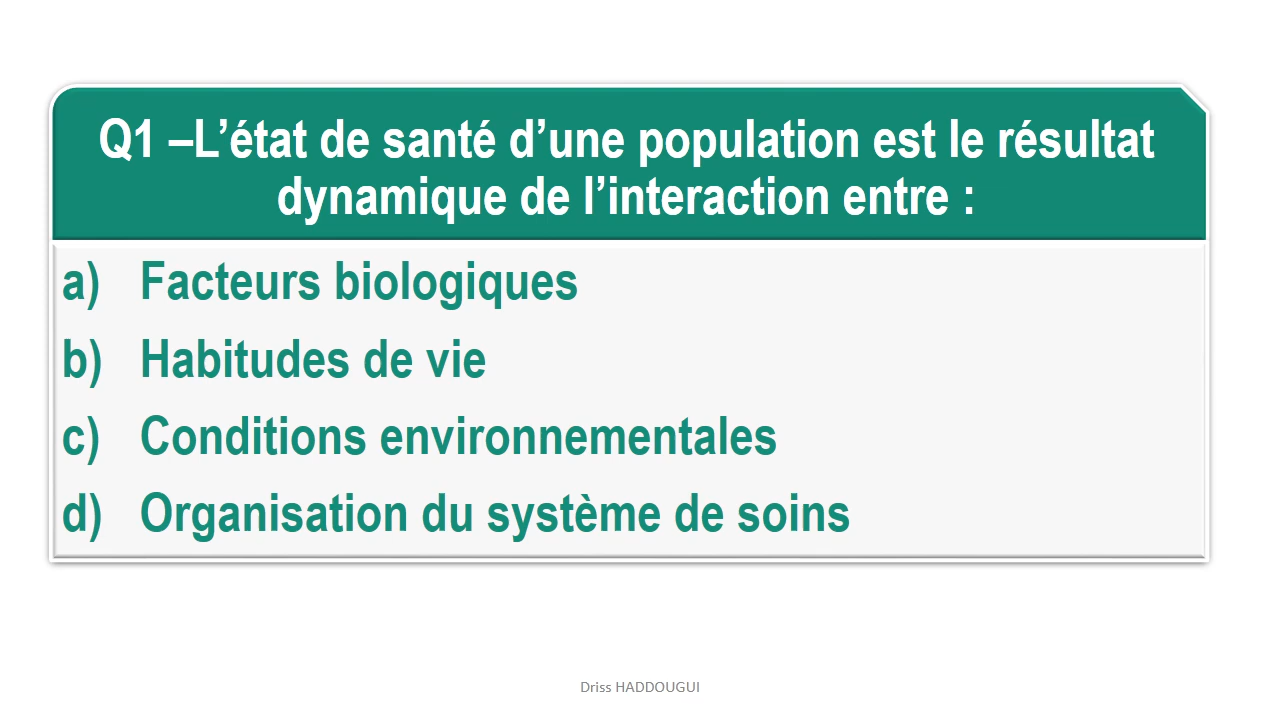 Q1 –L’état de santé d’une population est le résultat
dynamique de l’interaction entre :
a) Facteurs biologiques
b) Habitudes de vie
c) Conditions environnementales
d) Organisation du système de soins
Driss HADDOUGUI